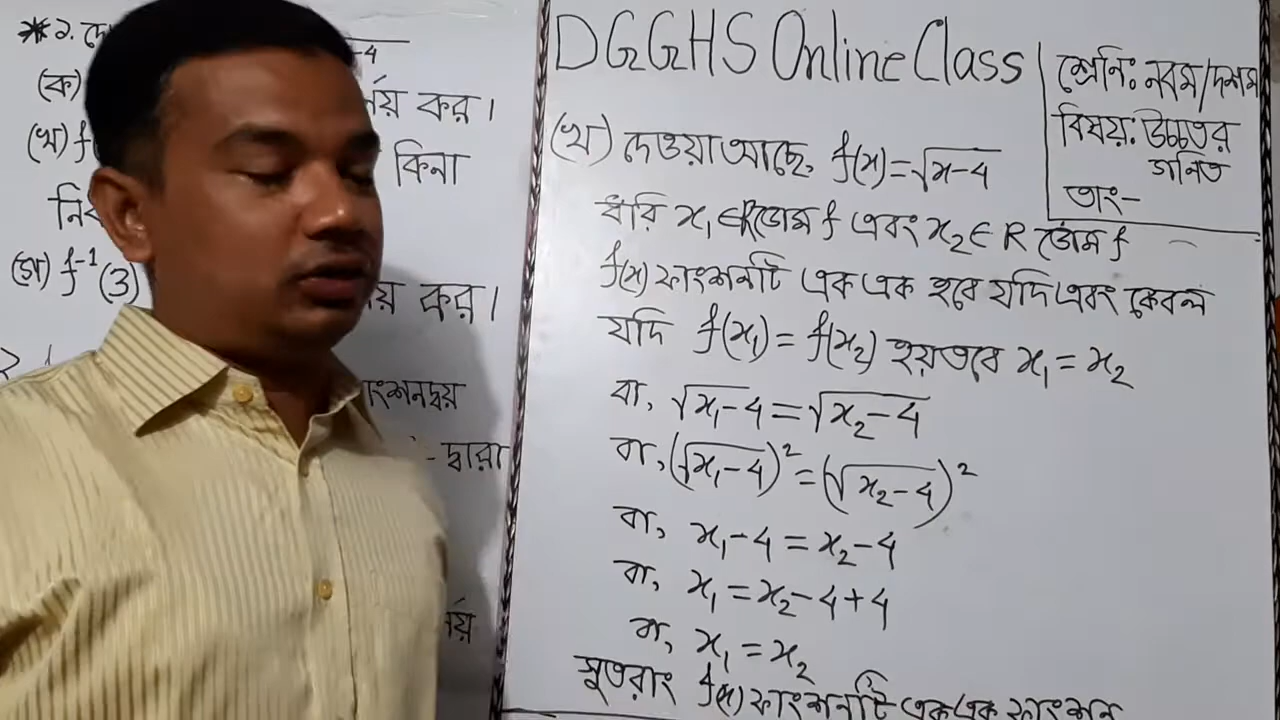 * ১. দে
-4
(ক)
র্ণয় কর।
(খ) f
কিনা
(গ) f⁻¹(3)
য় কর।
ংশনদ্বয়
- দ্বারা
র্ণয়
DGGHS Online Class
শ্রেনিঃ নবম/দশম
বিষয়: উচ্চতর
গনিত
তাং-
(খ) দেওয়া আছে, f(x)=√(x-4)
ধরি x₁ ∈ R ডোম f এবং x₂ ∈ R ডোম f
f(x) ফাংশনটি এক এক হবে যদি এবং কেবল
যদি f(x₁) = f(x₂) হয় তবে x₁ = x₂
বা, √(x₁-4) = √(x₂-4)
বা, (√(x₁-4))² = (√(x₂-4))²
বা, x₁-4 = x₂-4
বা, x₁ = x₂-4+4
বা, x₁ = x₂
সুতরাং f(x) ফাংশনটি এক এক ফাংশন